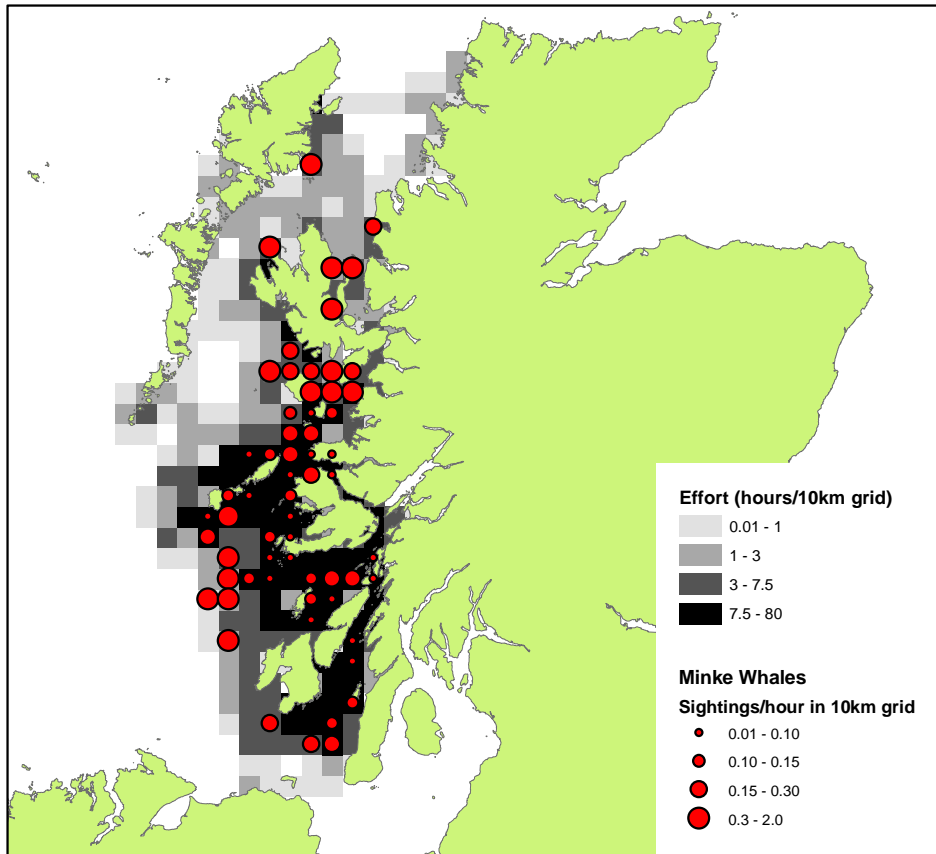 Effort (hours/10km grid)
0.01 - 1
1 - 3
3 - 7.5
7.5 - 80
Minke Whales
Sightings/hour in 10km grid
0.01 - 0.10
0.10 - 0.15
0.15 - 0.30
0.3 - 2.0